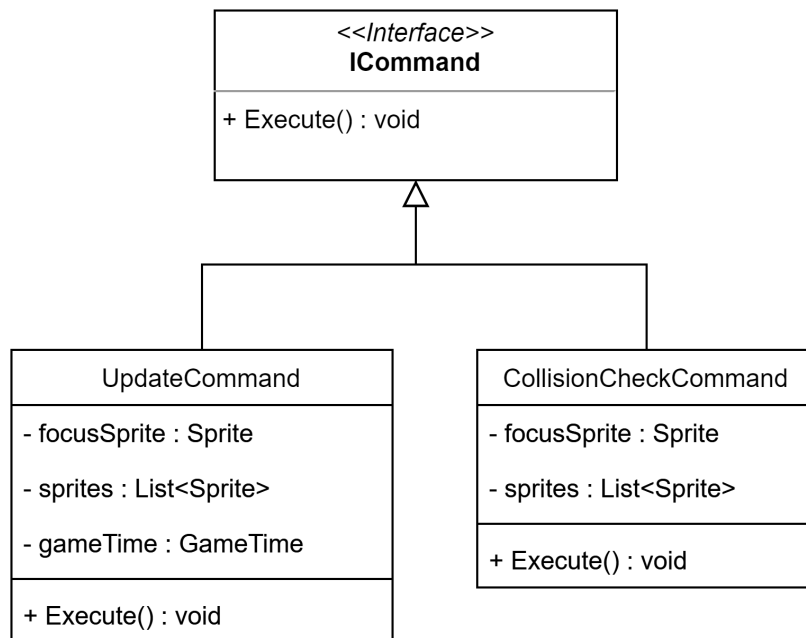 <<Interface>>
ICommand
+ Execute() : void
UpdateCommand
- focusSprite : Sprite
- sprites : List<Sprite>
- gameTime : GameTime
+ Execute() : void
CollisionCheckCommand
- focusSprite : Sprite
- sprites : List<Sprite>
+ Execute() : void